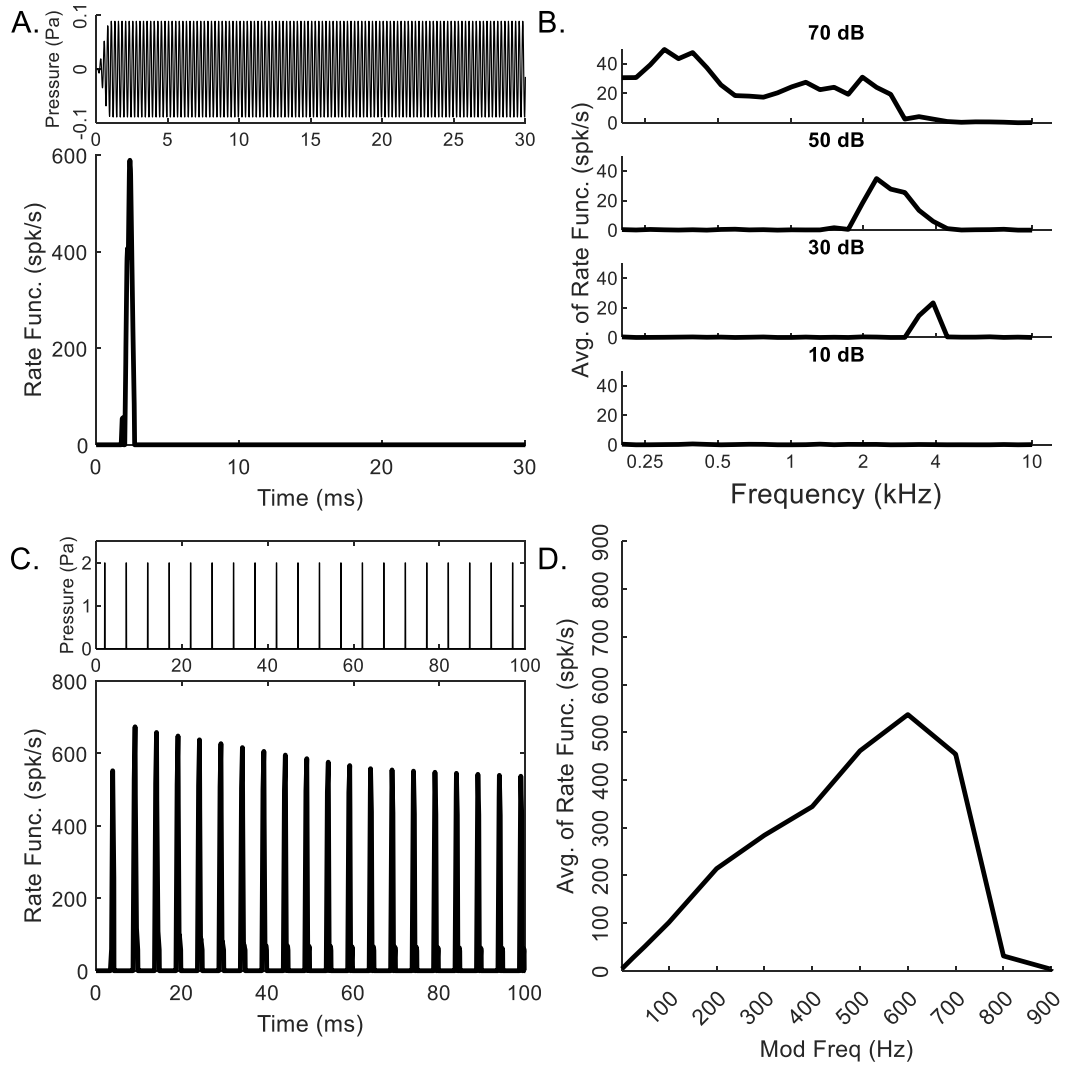 A.
Pressure (Pa)
0.1
0
-0.1
0 5 10 15 20 25 30
Rate Func. (spk/s)
600
400
200
0
0 10 20 30
Time (ms)
B.
Avg. of Rate Func. (spk/s)
70 dB
40
20
0
50 dB
40
20
0
30 dB
40
20
0
10 dB
40
20
0
0.25 0.5 1 2 4 10
Frequency (kHz)
C.
Pressure (Pa)
2
1
0
0 20 40 60 80 100
Rate Func. (spk/s)
800
600
400
200
0
0 20 40 60 80 100
Time (ms)
D.
Avg. of Rate Func. (spk/s)
900
800
700
600
500
400
300
200
100
0
100 200 300 400 500 600 700 800 900
Mod Freq (Hz)